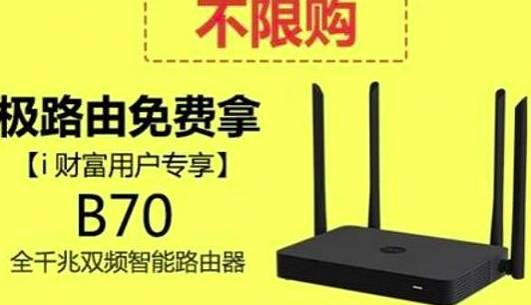 不限购
极路由免费拿
【i 财富用户专享】
B70
全千兆双频智能路由器